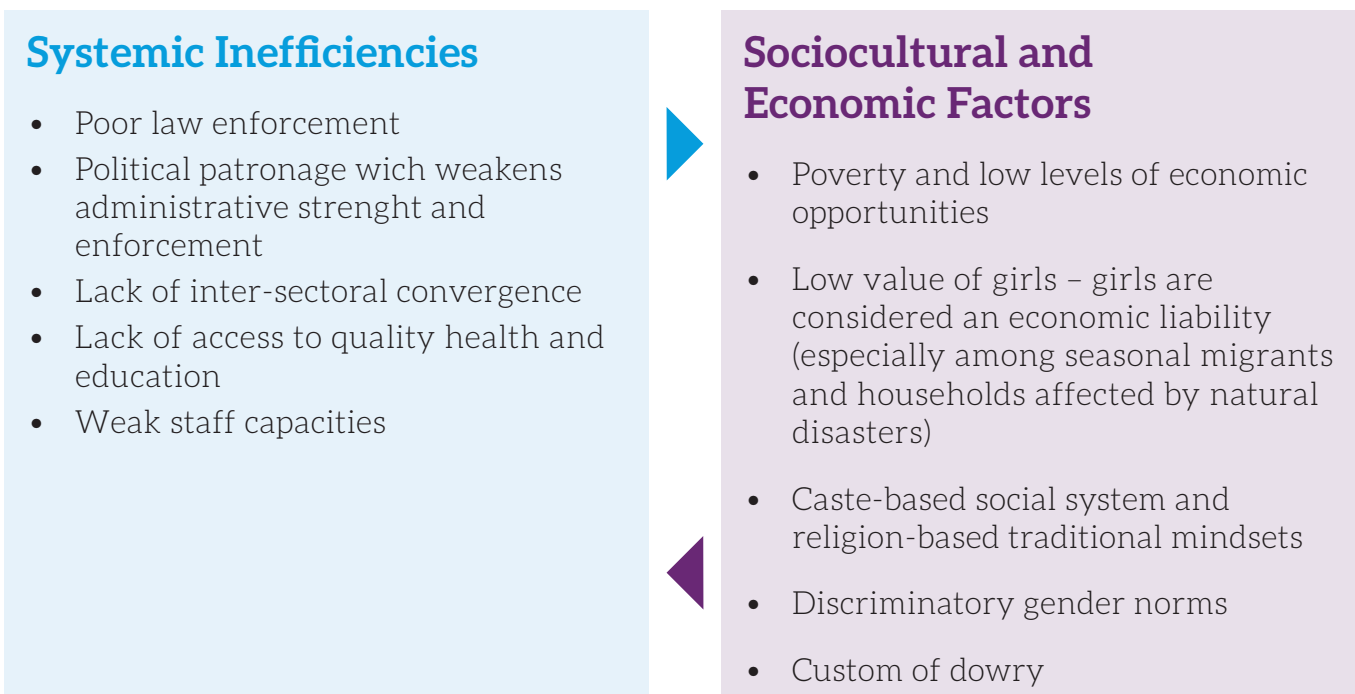 Systemic Inefficiencies
• Poor law enforcement
• Political patronage wich weakens
administrative strenght and
enforcement
• Lack of inter-sectoral convergence
• Lack of access to quality health and
education
• Weak staff capacities
Sociocultural and
Economic Factors
• Poverty and low levels of economic
opportunities
• Low value of girls – girls are
considered an economic liability
(especially among seasonal migrants
and households affected by natural
disasters)
• Caste-based social system and
religion-based traditional mindsets
• Discriminatory gender norms
• Custom of dowry